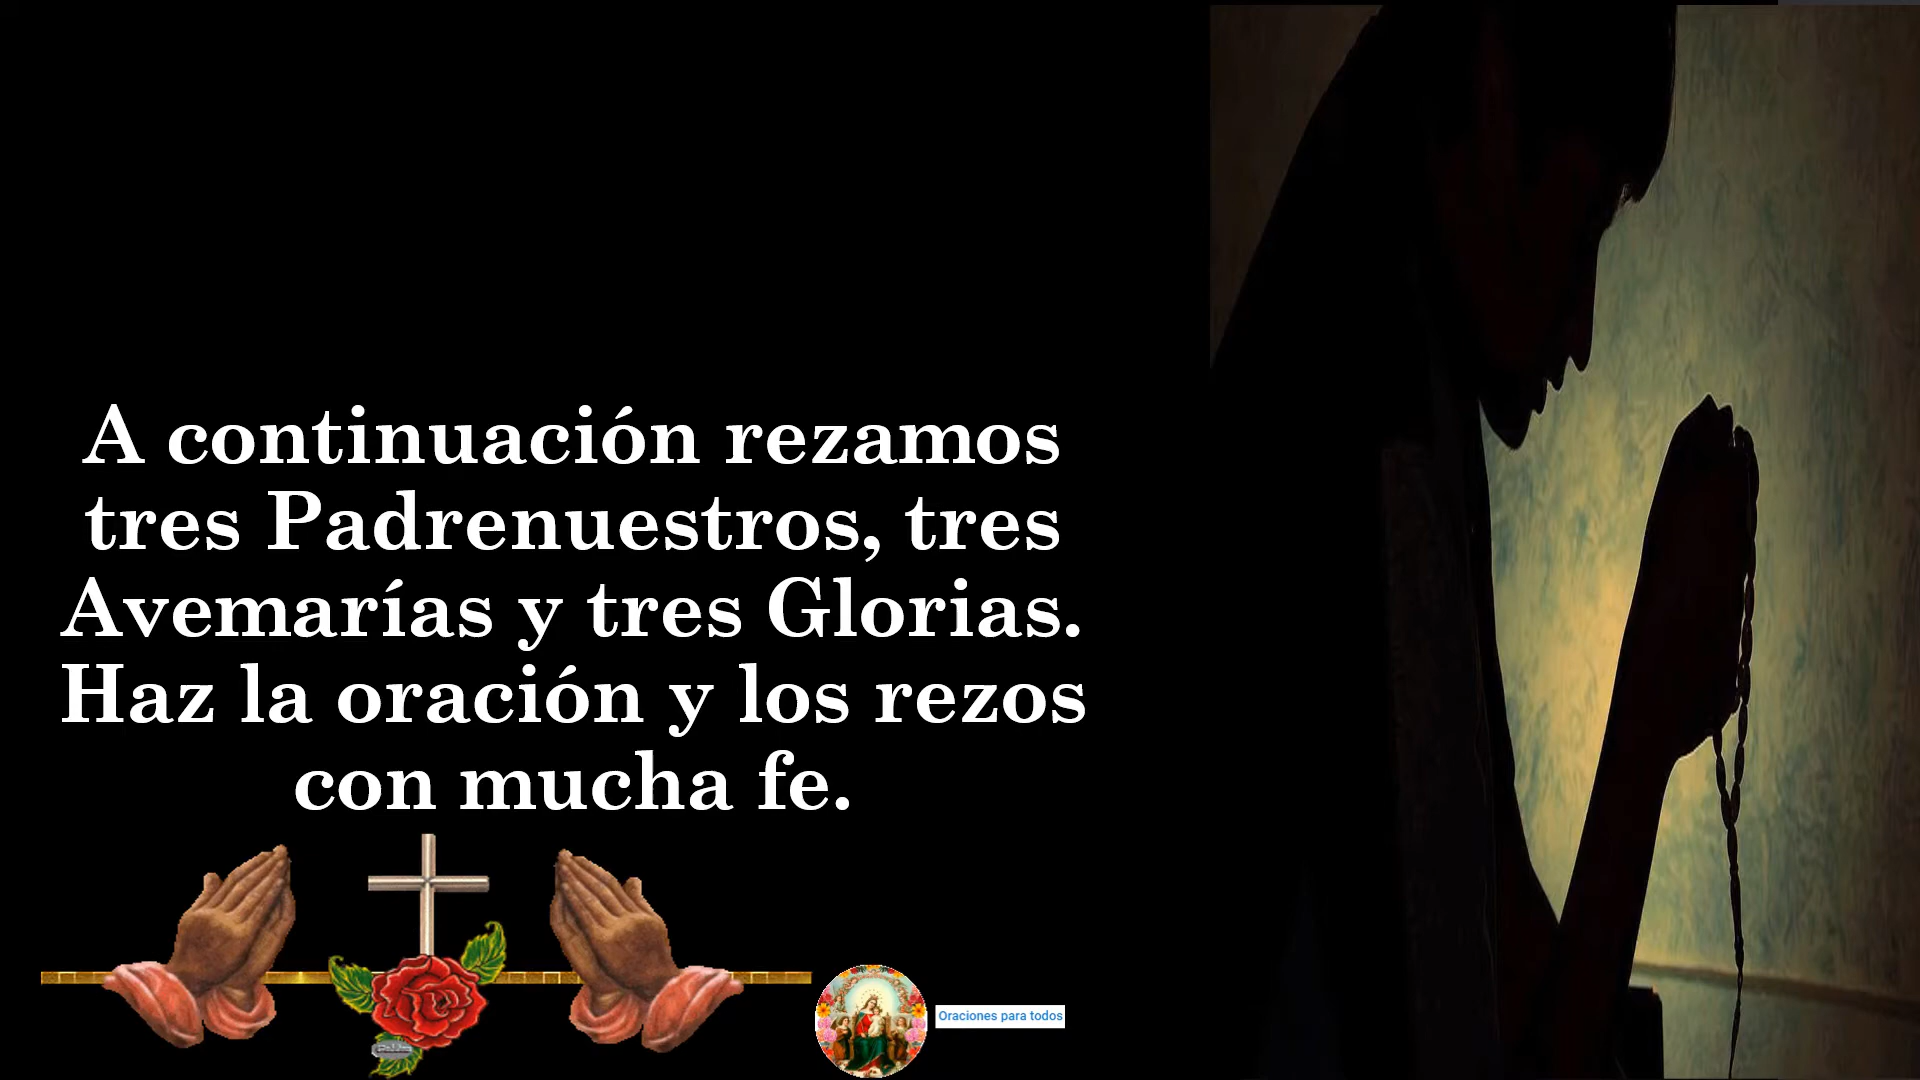 A continuación rezamos
tres Padrenuestros, tres
Avemarías y tres Glorias.
Haz la oración y los rezos
con mucha fe.
Oraciones para todos